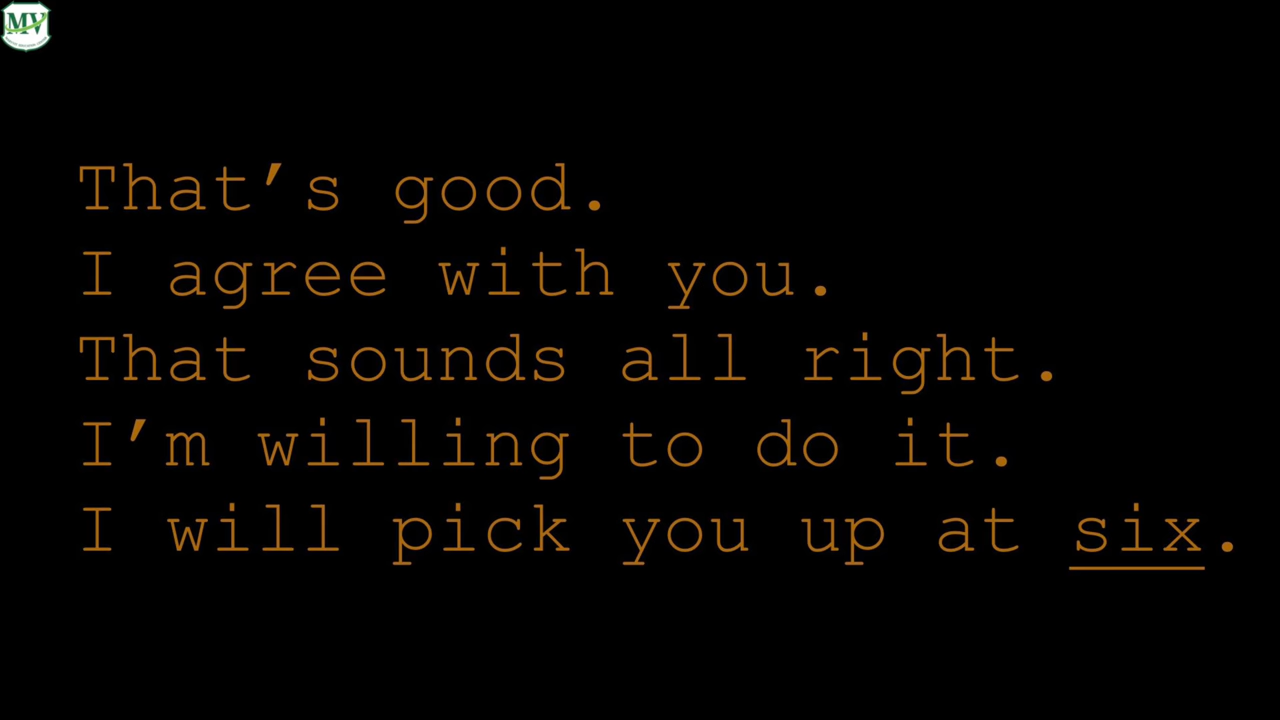 MV
That’s good.
I agree with you.
That sounds all right.
I’m willing to do it.
I will pick you up at six.